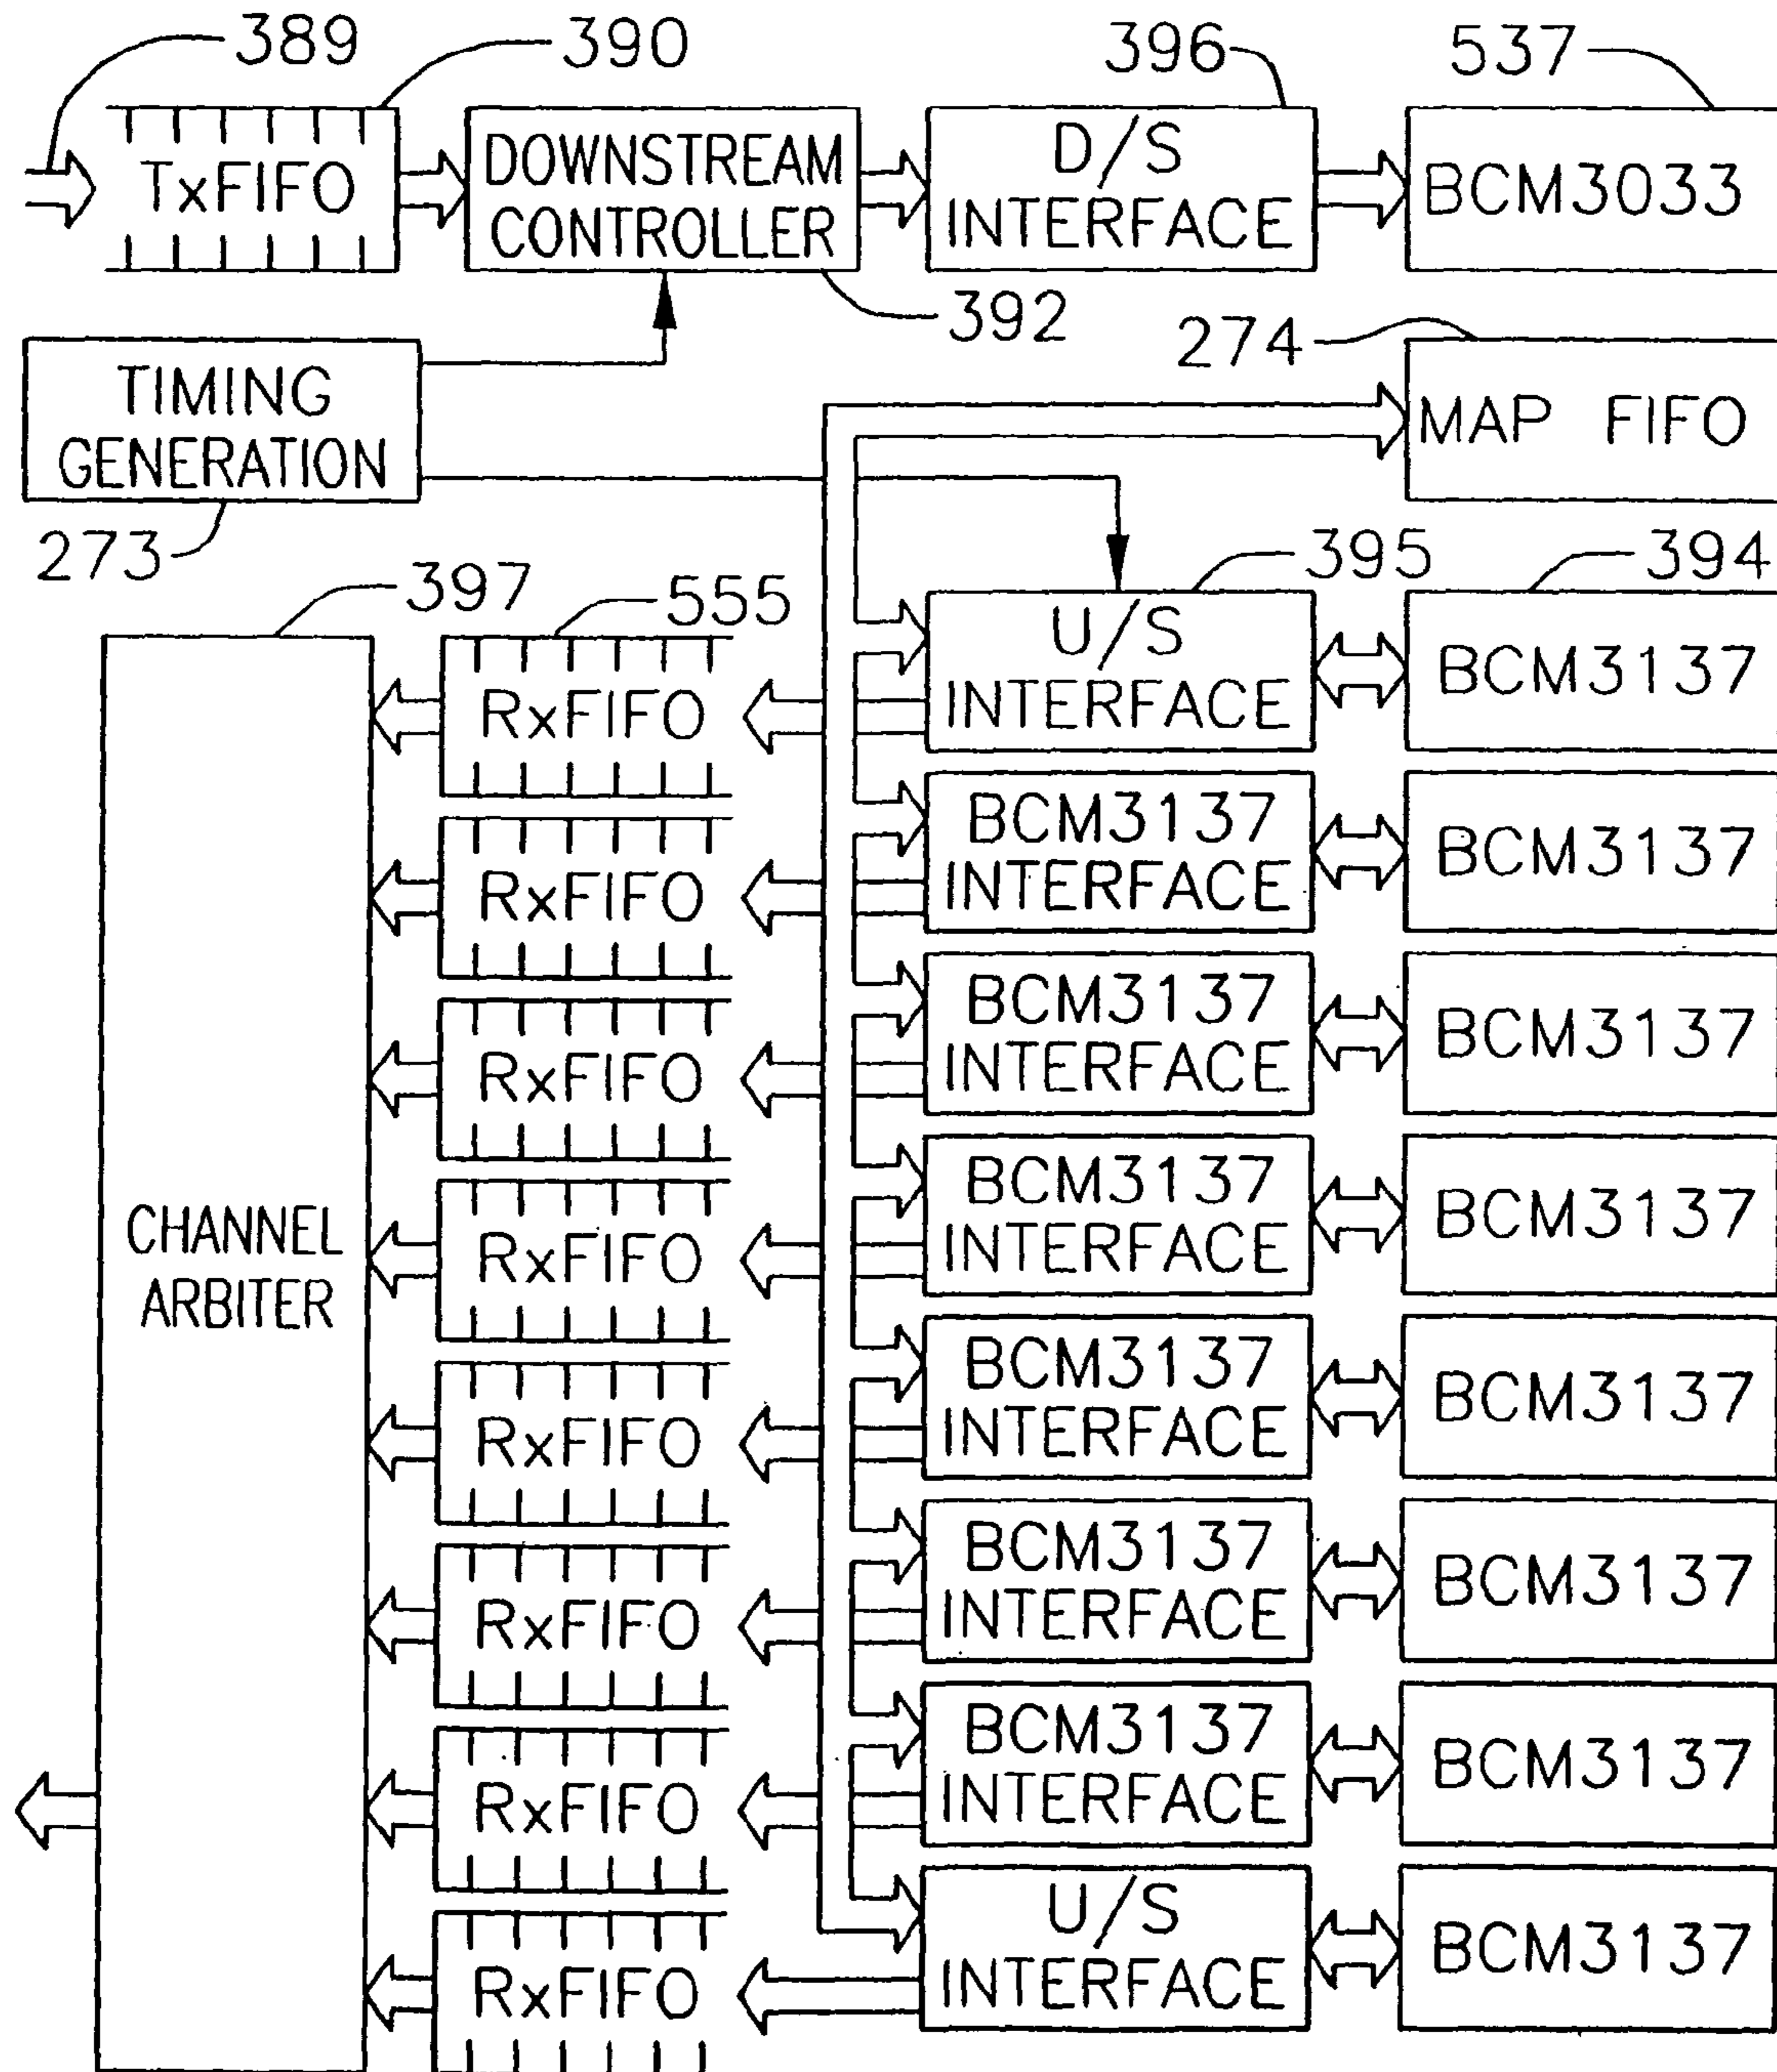 389 390 396 537
TxFIFO
DOWNSTREAM
CONTROLLER
D/S
INTERFACE
BCM3033
392
274
TIMING
GENERATION
MAP FIFO
273
397
555
395
394
CHANNEL
ARBITER
RxFIFO
U/S
INTERFACE
BCM3137
RxFIFO
BCM3137
INTERFACE
BCM3137
RxFIFO
BCM3137
INTERFACE
BCM3137
RxFIFO
BCM3137
INTERFACE
BCM3137
RxFIFO
BCM3137
INTERFACE
BCM3137
RxFIFO
BCM3137
INTERFACE
BCM3137
RxFIFO
BCM3137
INTERFACE
BCM3137
RxFIFO
U/S
INTERFACE
BCM3137